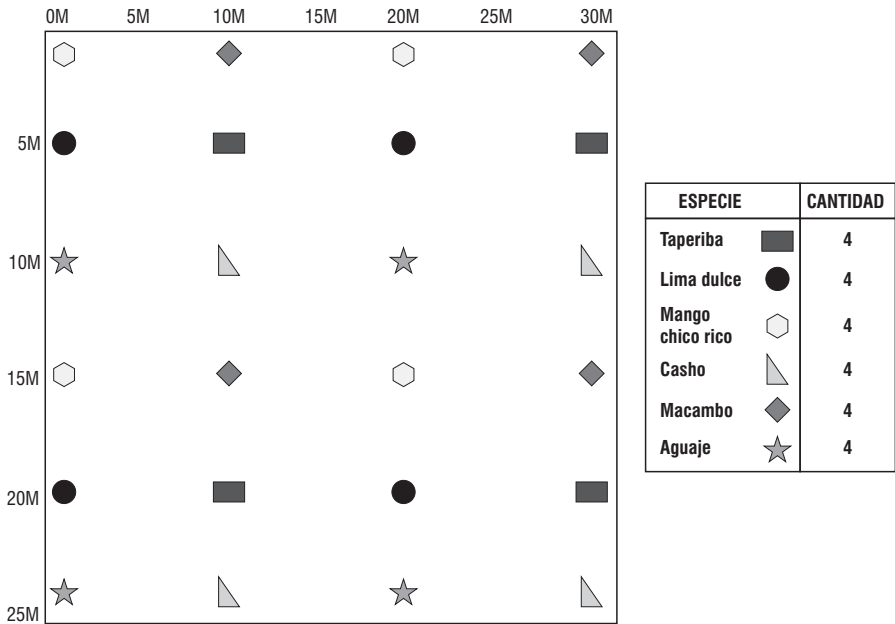 0M 5M 10M 15M 20M 25M 30M
5M
10M
15M
20M
25M
ESPECIE CANTIDAD
Taperiba 4
Lima dulce 4
Mango
chico rico 4
Casho 4
Macambo 4
Aguaje 4